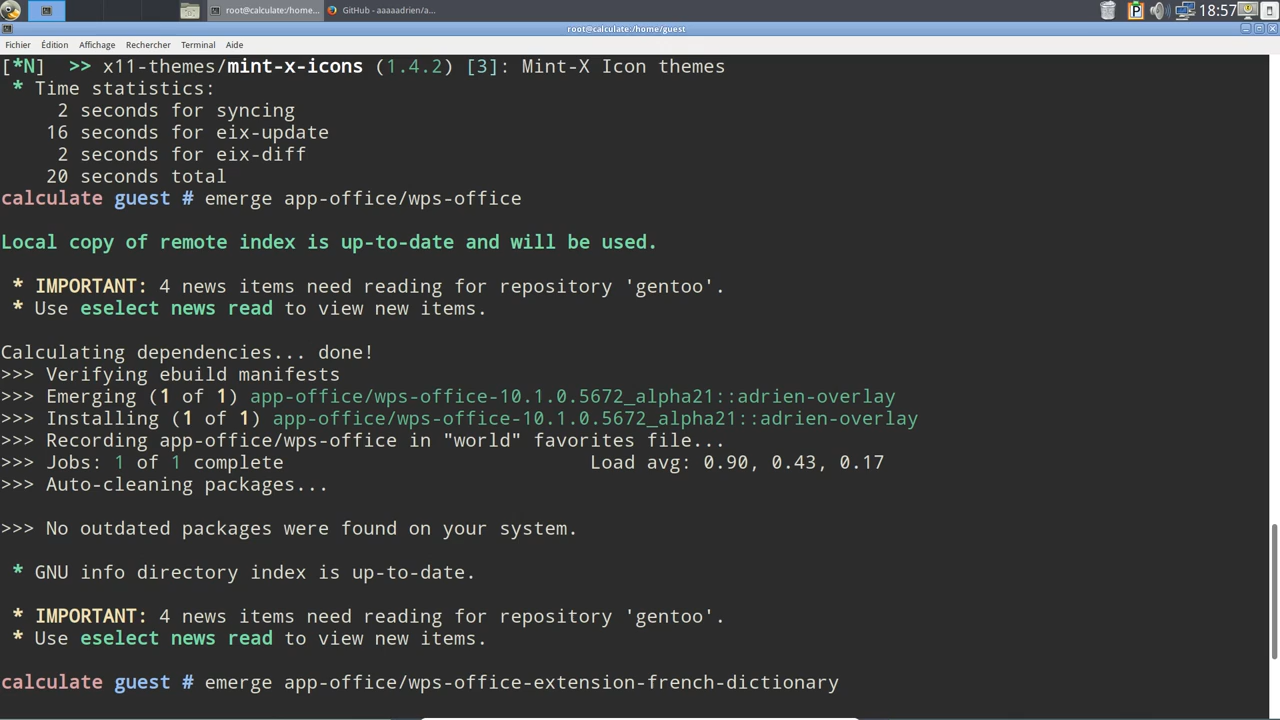 root@calculate:/home...
GitHub - aaaaadrien/a...
18:57
root@calculate:/home/guest
Fichier Édition Affichage Rechercher Terminal Aide
[*N]  >> x11-themes/mint-x-icons (1.4.2) [3]: Mint-X Icon themes
 * Time statistics:
     2 seconds for syncing
    16 seconds for eix-update
     2 seconds for eix-diff
    20 seconds total
calculate guest # emerge app-office/wps-office
Local copy of remote index is up-to-date and will be used.
 * IMPORTANT: 4 news items need reading for repository 'gentoo'.
 * Use eselect news read to view new items.
Calculating dependencies... done!
>>> Verifying ebuild manifests
>>> Emerging (1 of 1) app-office/wps-office-10.1.0.5672_alpha21::adrien-overlay
>>> Installing (1 of 1) app-office/wps-office-10.1.0.5672_alpha21::adrien-overlay
>>> Recording app-office/wps-office in "world" favorites file...
>>> Jobs: 1 of 1 complete                           Load avg: 0.90, 0.43, 0.17
>>> Auto-cleaning packages...
>>> No outdated packages were found on your system.
 * GNU info directory index is up-to-date.
 * IMPORTANT: 4 news items need reading for repository 'gentoo'.
 * Use eselect news read to view new items.
calculate guest # emerge app-office/wps-office-extension-french-dictionary